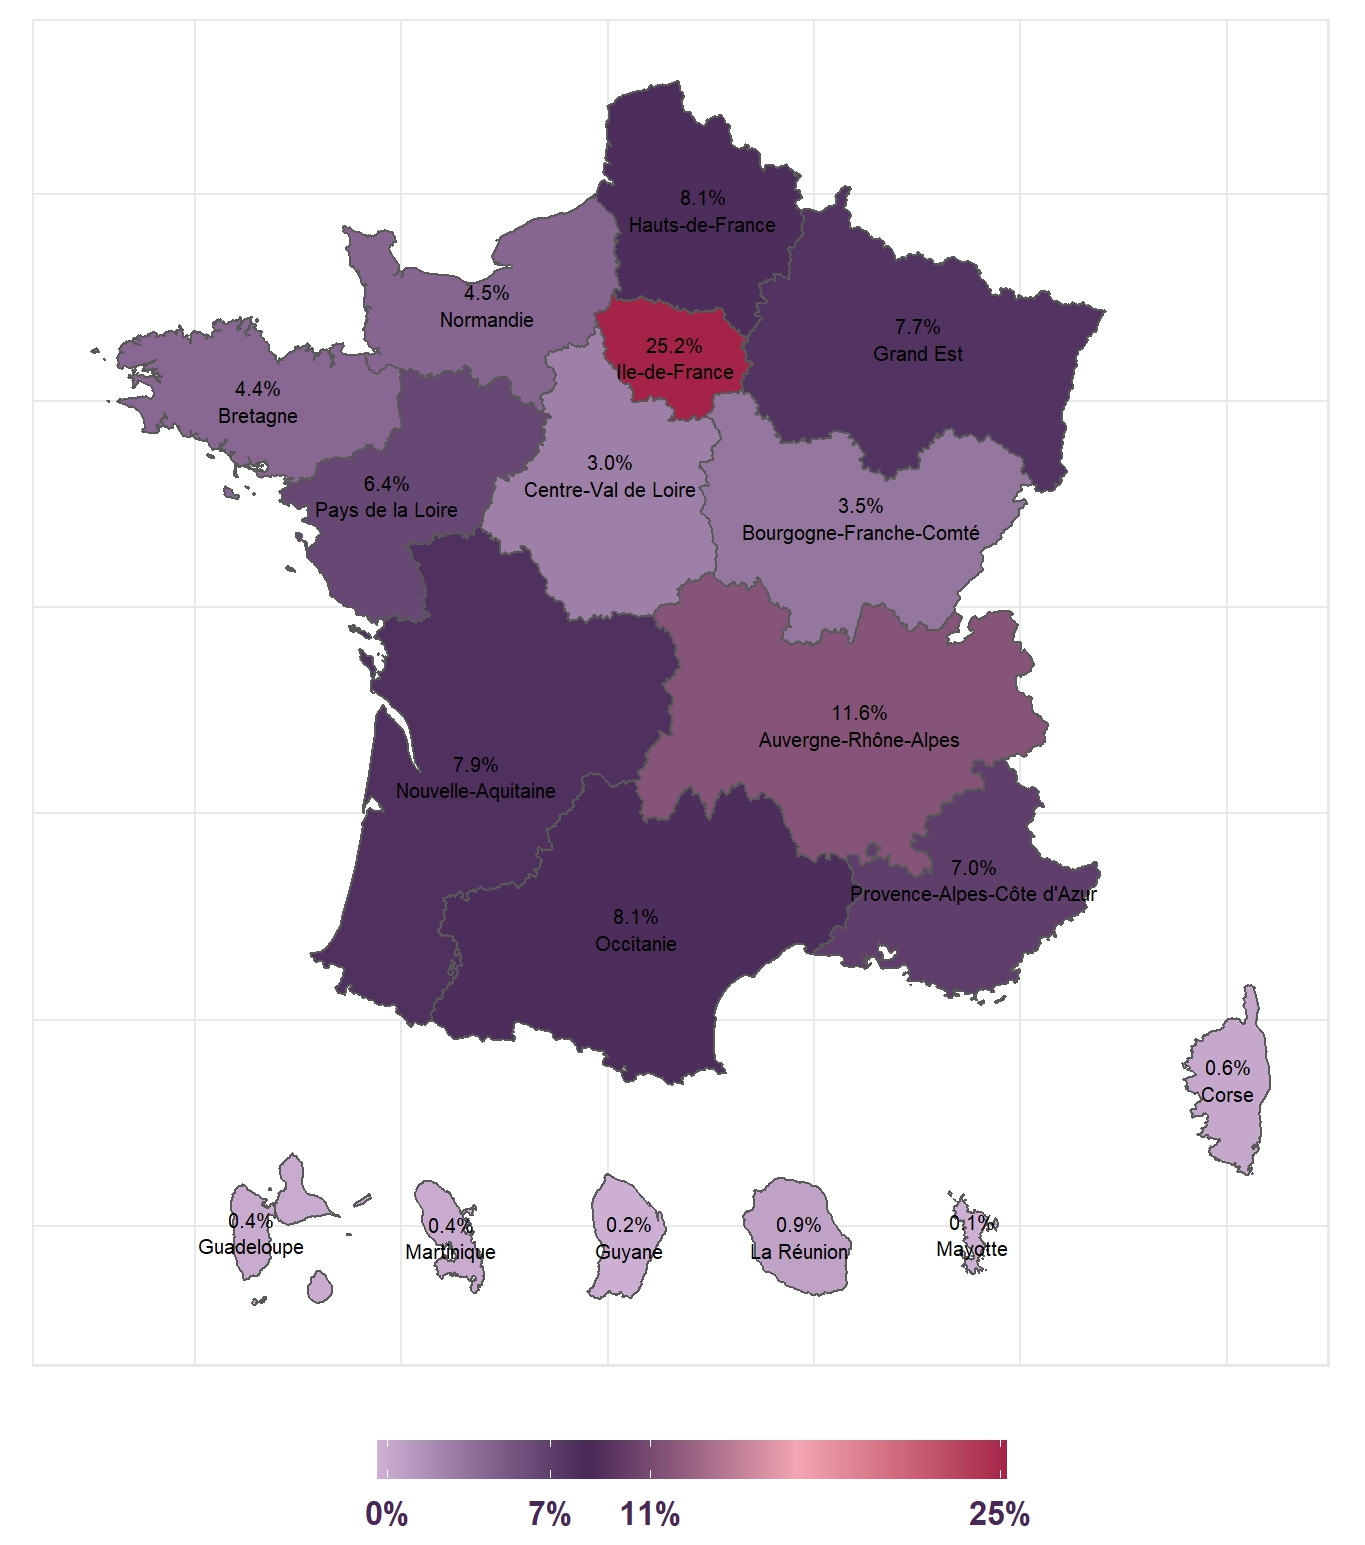 8.1%
Hauts-de-France
4.5%
Normandie
7.7%
Grand Est
25.2%
Ile-de-France
4.4%
Bretagne
6.4%
Pays de la Loire
3.0%
Centre-Val de Loire
3.5%
Bourgogne-Franche-Comté
11.6%
Auvergne-Rhône-Alpes
7.9%
Nouvelle-Aquitaine
7.0%
Provence-Alpes-Côte d'Azur
8.1%
Occitanie
0.6%
Corse
0.4%
Guadeloupe
0.4%
Martinique
0.2%
Guyane
0.9%
La Réunion
0.1%
Mayotte
0% 7% 11% 25%